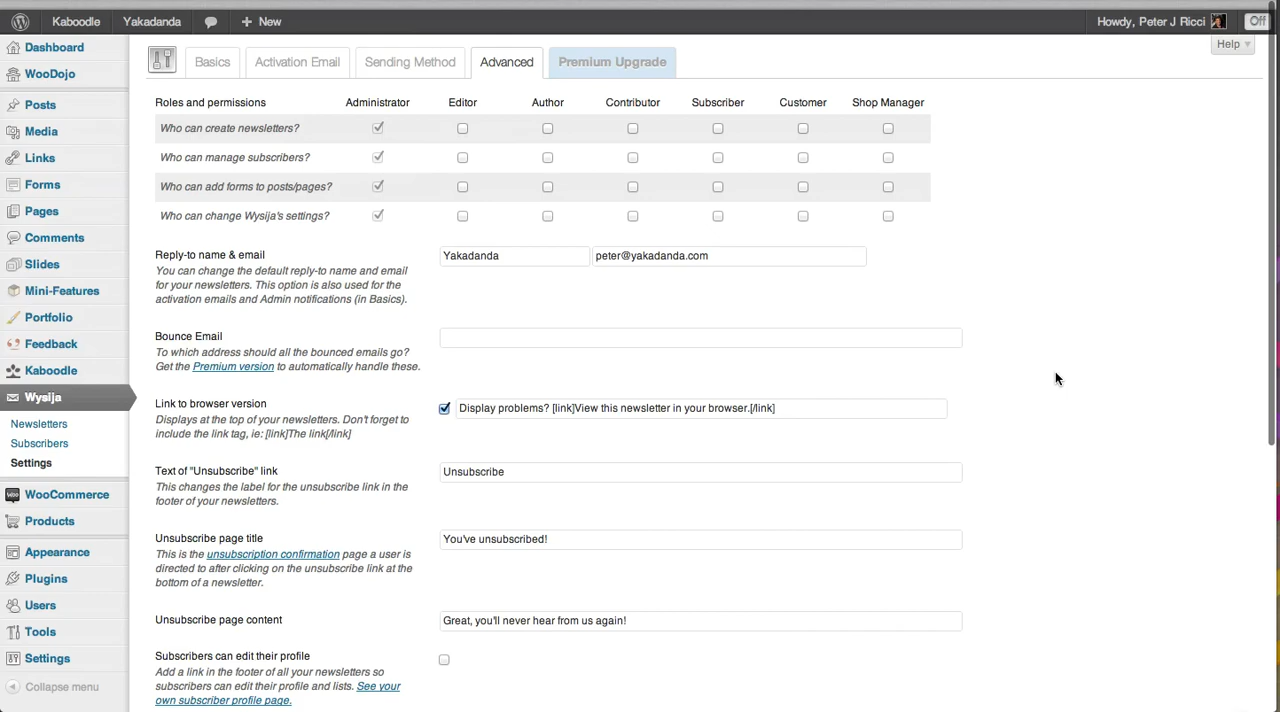 Kaboodle Yakadanda + New Howdy, Peter J Ricci Off
Help
Dashboard
WooDojo
Posts
Media
Links
Forms
Pages
Comments
Slides
Mini-Features
Portfolio
Feedback
Kaboodle
Wysija
Newsletters
Subscribers
Settings
WooCommerce
Products
Appearance
Plugins
Users
Tools
Settings
Collapse menu
Basics Activation Email Sending Method Advanced Premium Upgrade
Roles and permissions Administrator Editor Author Contributor Subscriber Customer Shop Manager
Who can create newsletters?
Who can manage subscribers?
Who can add forms to posts/pages?
Who can change Wysija's settings?
Reply-to name & email Yakadanda peter@yakadanda.com
You can change the default reply-to name and email
for your newsletters. This option is also used for the
activation emails and Admin notifications (in Basics).
Bounce Email
To which address should all the bounced emails go?
Get the Premium version to automatically handle these.
Link to browser version Display problems? [link]View this newsletter in your browser.[/link]
Displays at the top of your newsletters. Don't forget to
include the link tag, ie: [link]The link[/link]
Text of "Unsubscribe" link Unsubscribe
This changes the label for the unsubscribe link in the
footer of your newsletters.
Unsubscribe page title You've unsubscribed!
This is the unsubscription confirmation page a user is
directed to after clicking on the unsubscribe link at the
bottom of a newsletter.
Unsubscribe page content Great, you'll never hear from us again!
Subscribers can edit their profile
Add a link in the footer of all your newsletters so
subscribers can edit their profile and lists. See your
own subscriber profile page.